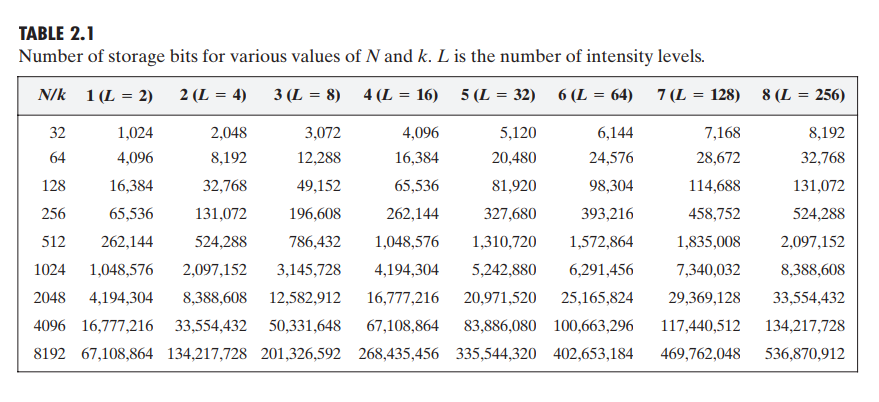 TABLE 2.1
Number of storage bits for various values of N and k. L is the number of intensity levels.
N/k 1 (L = 2) 2 (L = 4) 3 (L = 8) 4 (L = 16) 5 (L = 32) 6 (L = 64) 7 (L = 128) 8 (L = 256)
32 1,024 2,048 3,072 4,096 5,120 6,144 7,168 8,192
64 4,096 8,192 12,288 16,384 20,480 24,576 28,672 32,768
128 16,384 32,768 49,152 65,536 81,920 98,304 114,688 131,072
256 65,536 131,072 196,608 262,144 327,680 393,216 458,752 524,288
512 262,144 524,288 786,432 1,048,576 1,310,720 1,572,864 1,835,008 2,097,152
1024 1,048,576 2,097,152 3,145,728 4,194,304 5,242,880 6,291,456 7,340,032 8,388,608
2048 4,194,304 8,388,608 12,582,912 16,777,216 20,971,520 25,165,824 29,369,128 33,554,432
4096 16,777,216 33,554,432 50,331,648 67,108,864 83,886,080 100,663,296 117,440,512 134,217,728
8192 67,108,864 134,217,728 201,326,592 268,435,456 335,544,320 402,653,184 469,762,048 536,870,912